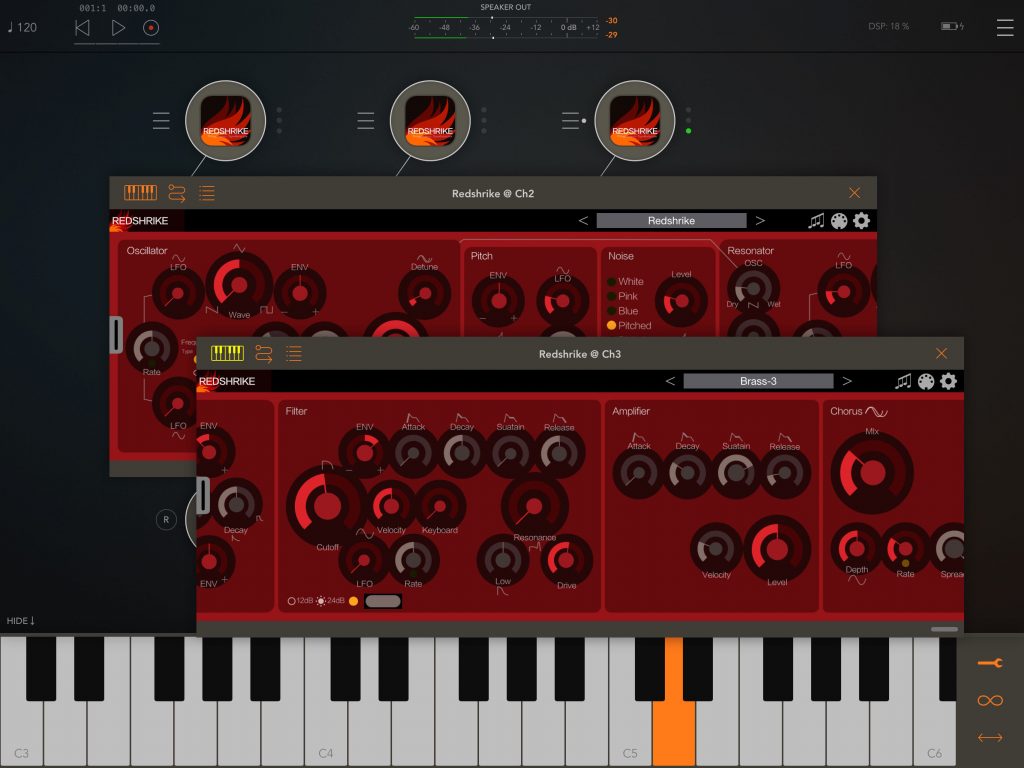 001:1 00:00.0
SPEAKER OUT
♩ 120
-60 -48 -36 -24 -12 0 dB +12
-30
-29
DSP: 18 %
REDSHRIKE
REDSHRIKE
REDSHRIKE
Redshrike @ Ch2
REDSHRIKE
< Redshrike >
Oscillator
LFO
Wave
ENV
- +
Detune
Rate
Type
LFO
Pitch
ENV
LFO
- +
Noise
White
Pink
Blue
Pitched
Level
Resonator
OSC
Dry Wet
LFO
Redshrike @ Ch3
REDSHRIKE
< Brass-3 >
ENV
+
Decay
ENV
+
Filter
ENV
- +
Attack
Decay
Suatain
Release
Cutoff
Velocity
Keyboard
Resonance
LFO
Rate
Low
Drive
12dB 24dB
Amplifier
Attack
Decay
Suatain
Release
Velocity
Level
Chorus
Mix
Depth
Rate
Sprea
R
HIDE
C3
C4
C5
C6